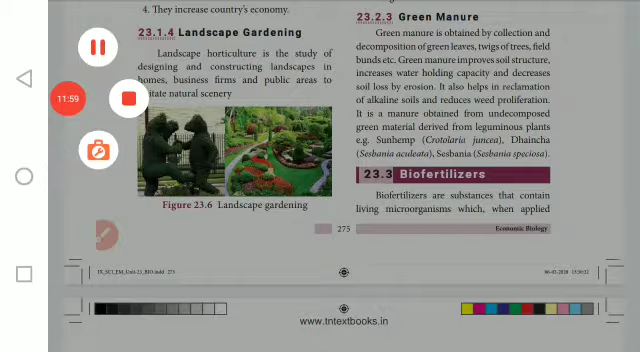 4. They increase country's economy.
23.1.4 Landscape Gardening
Landscape horticulture is the study of
designing and constructing landscapes in
homes, business firms and public areas to
itate natural scenery
Figure 23.6 Landscape gardening
23.2.3 Green Manure
Green manure is obtained by collection and
decomposition of green leaves, twigs of trees, field
bunds etc. Green manure improves soil structure,
increases water holding capacity and decreases
soil loss by erosion. It also helps in reclamation
of alkaline soils and reduces weed proliferation.
It is a manure obtained from undecomposed
green material derived from leguminous plants
e.g. Sunhemp (Crotolaria juncea), Dhaincha
(Sesbania aculeata), Sesbania (Sesbania speciosa).
23.3 Biofertilizers
Biofertilizers are substances that contain
living microorganisms which, when applied
275
Economic Biology
11:59
IX_SCI_EM_Unit-23_BIO.indd 275
www.tntextbooks.in